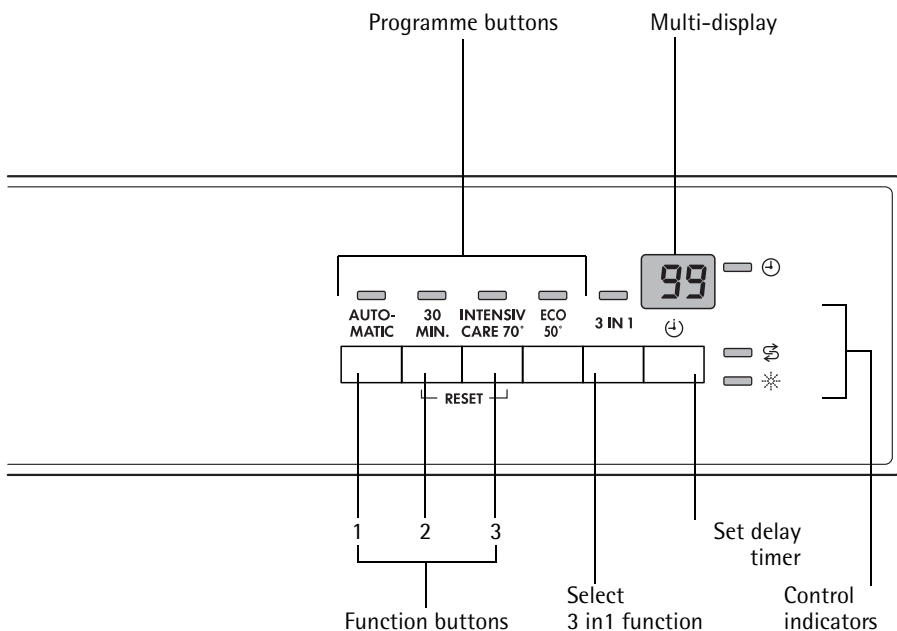 Programme buttons
Multi-display
99
AUTO-
MATIC
30
MIN.
INTENSIV
CARE 70°
ECO
50°
3 IN 1
RESET
1
2
3
Set delay
timer
Function buttons
Select
3 in1 function
Control
indicators